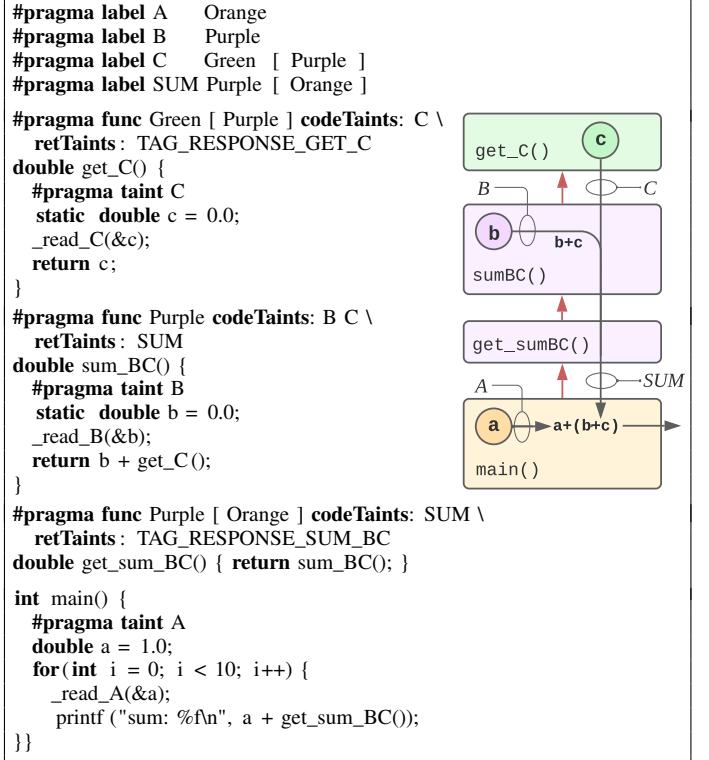 #pragma label A Orange
#pragma label B Purple
#pragma label C Green [ Purple ]
#pragma label SUM Purple [ Orange ]
#pragma func Green [ Purple ] codeTaints: C \
retTaints: TAG_RESPONSE_GET_C
double get_C() {
#pragma taint C
static double c = 0.0;
_read_C(&c);
return c;
}
#pragma func Purple codeTaints: B C \
retTaints: SUM
double sum_BC() {
#pragma taint B
static double b = 0.0;
_read_B(&b);
return b + get_C();
}
#pragma func Purple [ Orange ] codeTaints: SUM \
retTaints: TAG_RESPONSE_SUM_BC
double get_sum_BC() { return sum_BC(); }
int main() {
#pragma taint A
double a = 1.0;
for(int i = 0; i < 10; i++) {
_read_A(&a);
printf ("sum: %f\n", a + get_sum_BC());
}}
c
get_C()
B
C
b
b+c
sumBC()
get_sumBC()
A
SUM
a
a+(b+c)
main()